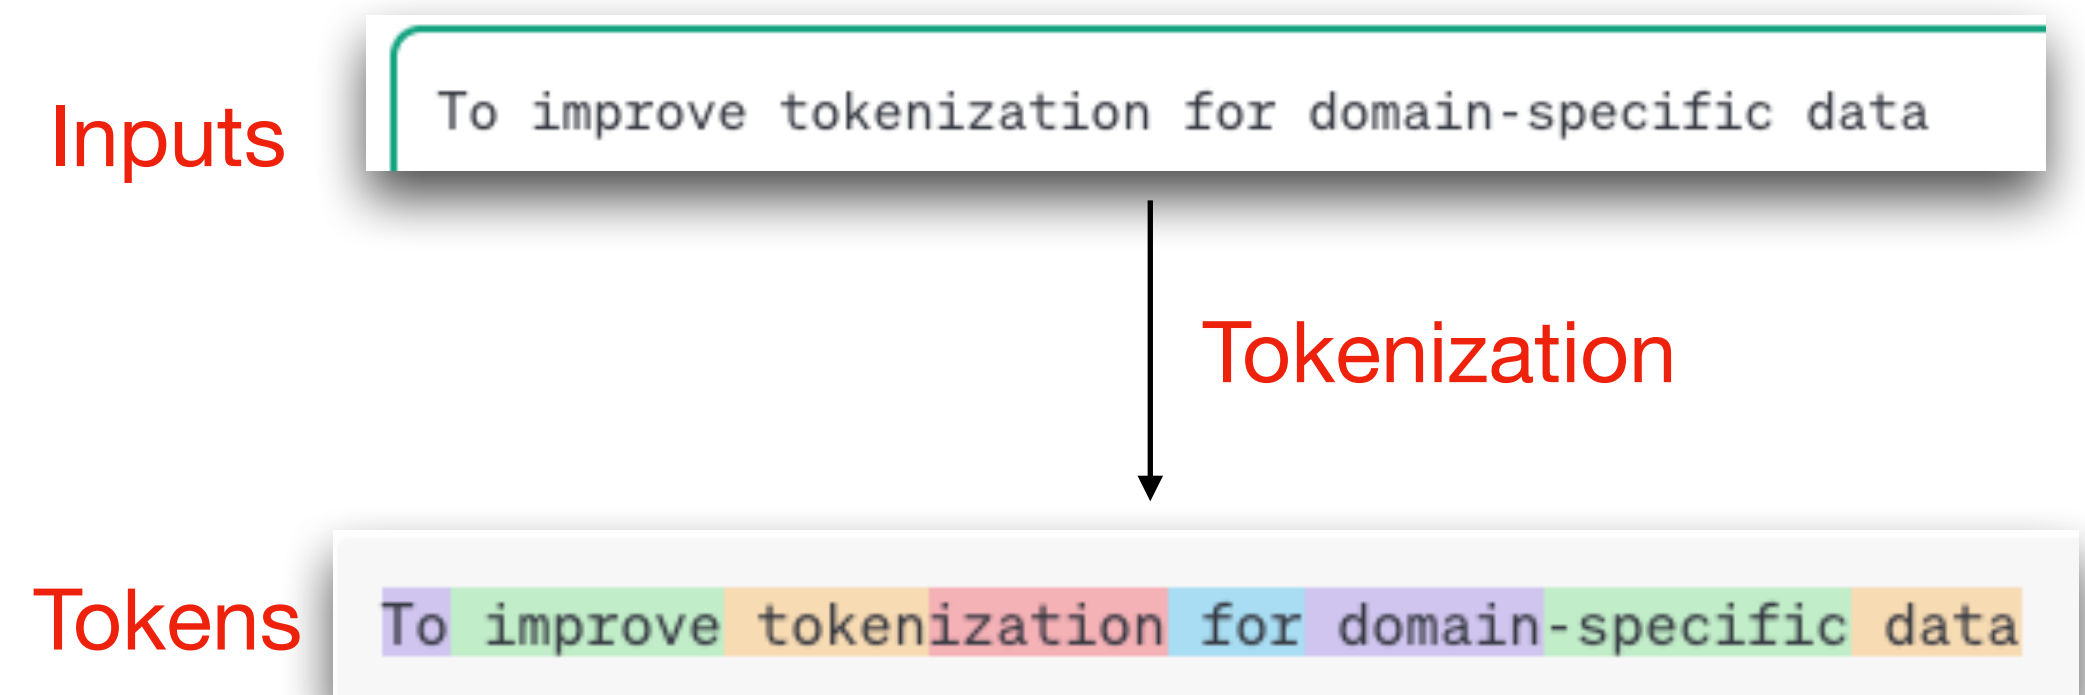 Inputs
To improve tokenization for domain-specific data
Tokenization
Tokens
To improve tokenization for domain-specific data